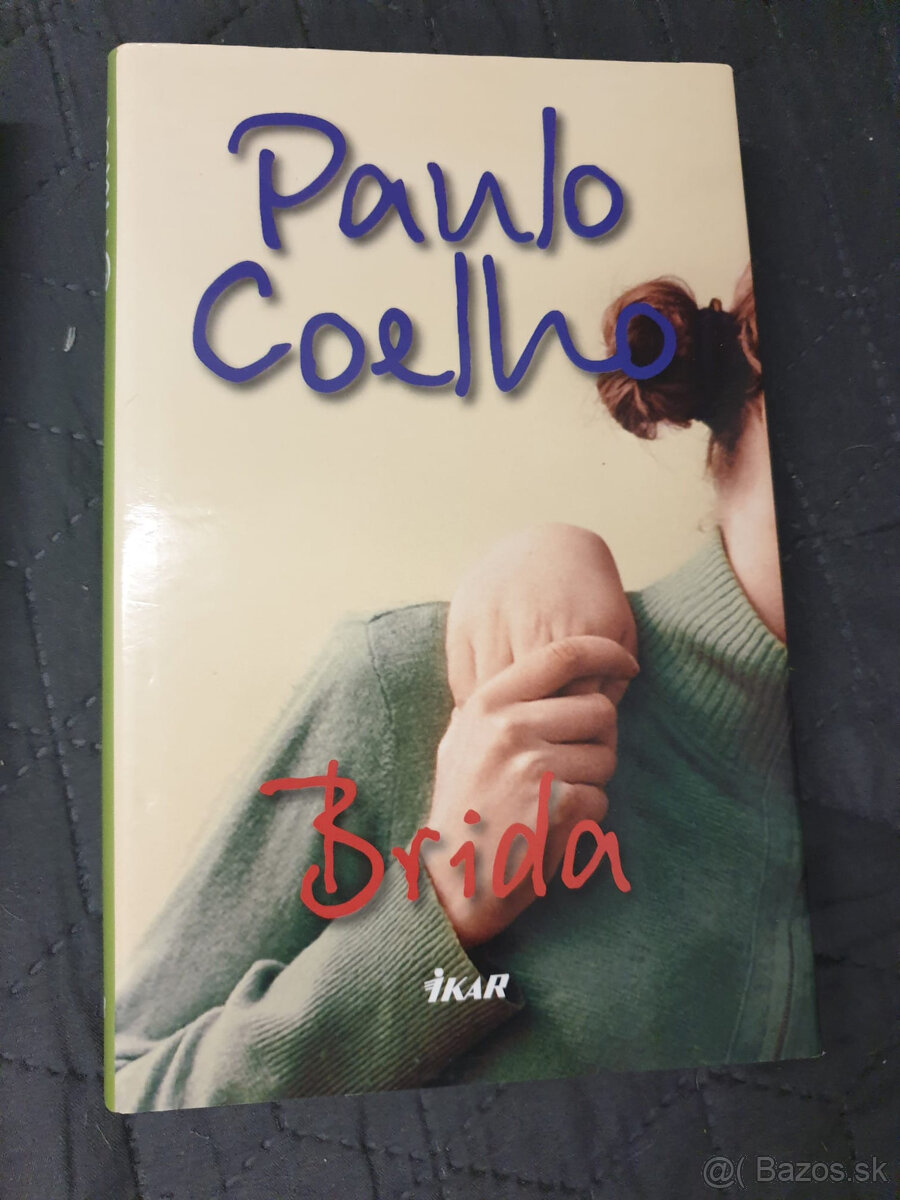 Paulo
Coelho
Brida
iKAR
@( Bazos.sk